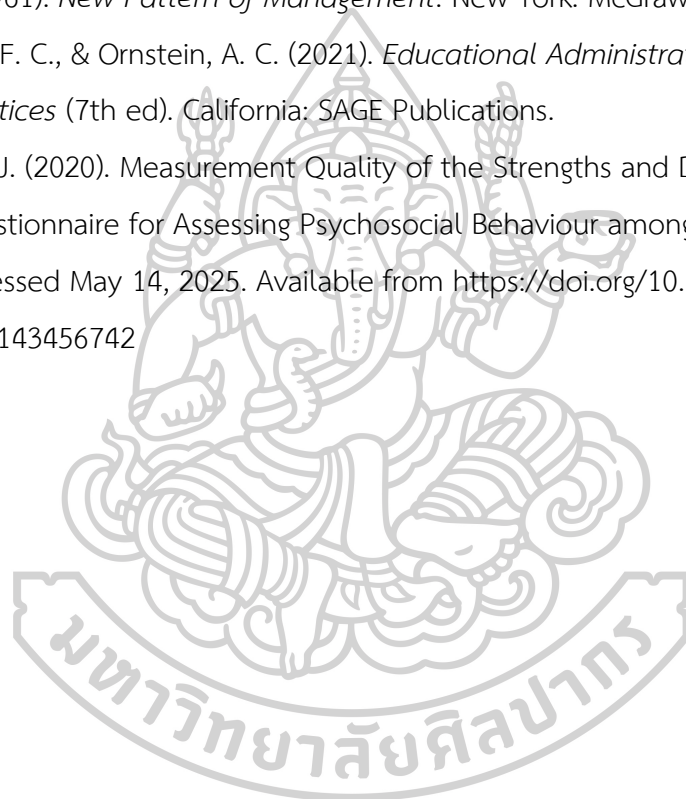 61). New Pattern of Management. New York: McGraw
F. C., & Ornstein, A. C. (2021). Educational Administra
tices (7th ed). California: SAGE Publications.
J. (2020). Measurement Quality of the Strengths and D
stionnaire for Assessing Psychosocial Behaviour among
essed May 14, 2025. Available from https://doi.org/10.
143456742
มหาวิทยาลัยศิลปากร